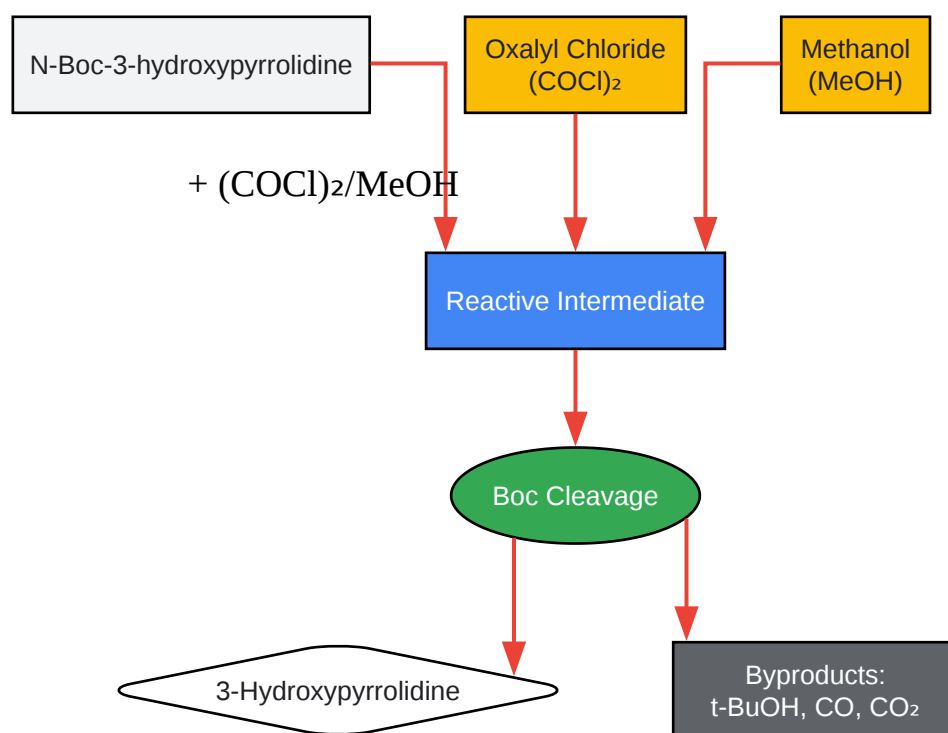 N-Boc-3-hydroxypyrrolidine
Oxalyl Chloride
(COCl)₂
Methanol
(MeOH)
+ (COCl)₂/MeOH
Reactive Intermediate
Boc Cleavage
3-Hydroxypyrrolidine
Byproducts:
t-BuOH, CO, CO₂